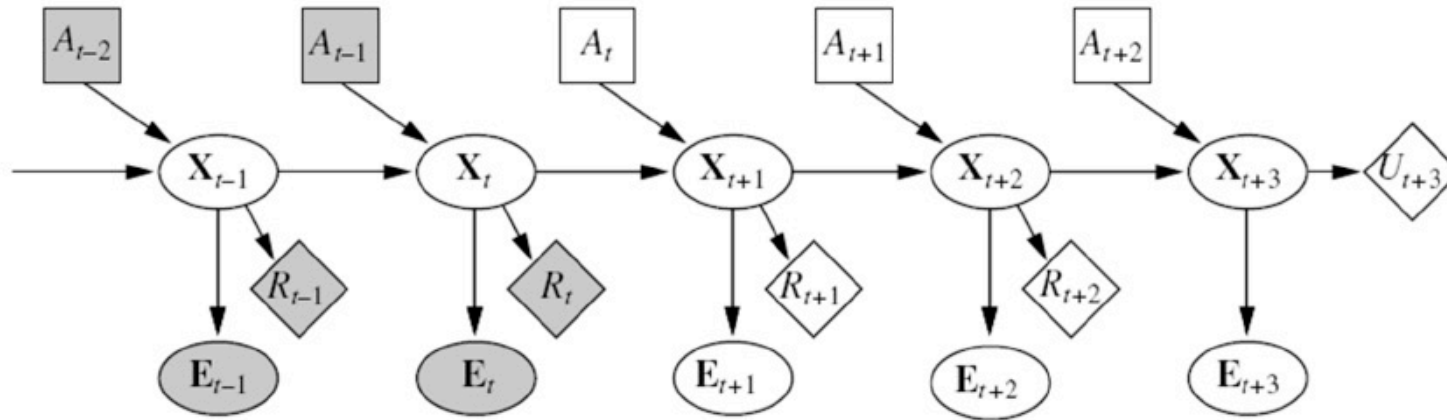 A_{t–2} A_{t–1} A_t A_{t+1} A_{t+2}
X_{t–1} X_t X_{t+1} X_{t+2} X_{t+3} U_{t+3}
R_{t–1} R_t R_{t+1} R_{t+2}
E_{t–1} E_t E_{t+1} E_{t+2} E_{t+3}